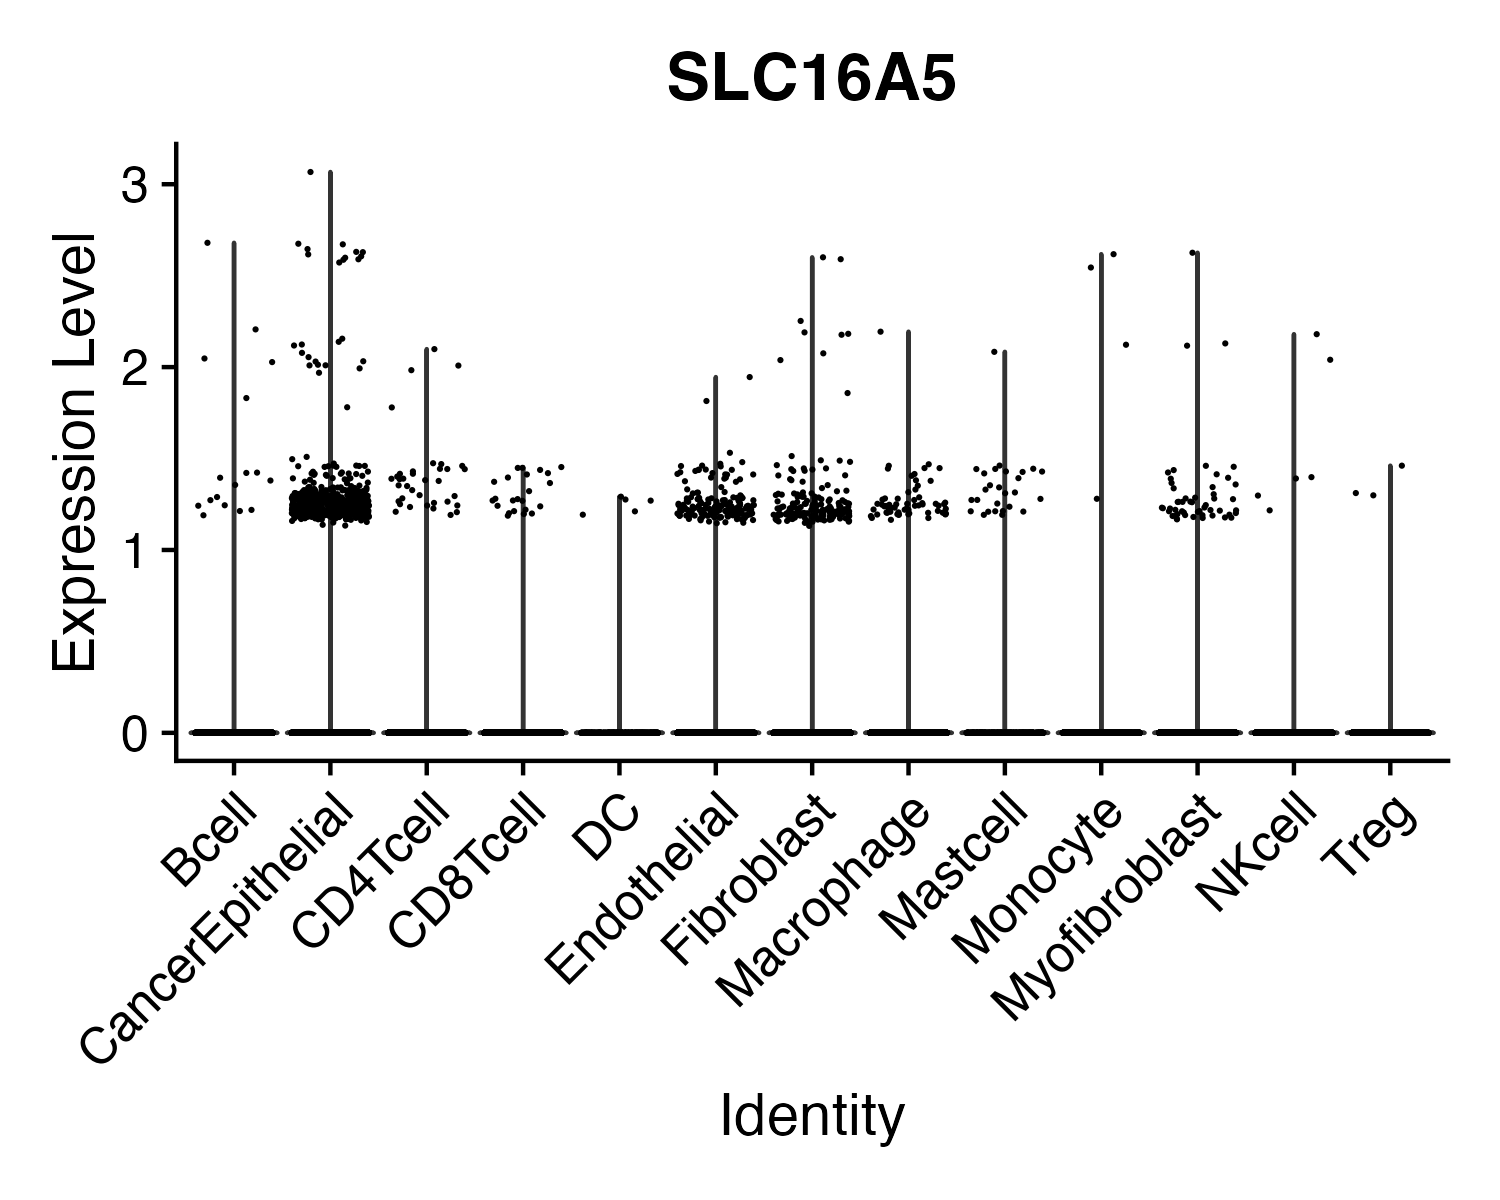 SLC16A5
Expression Level
3
2
1
0
Bcell
CancerEpithelial
CD4Tcell
CD8Tcell
DC
Endothelial
Fibroblast
Macrophage
Mastcell
Monocyte
Myofibroblast
NKcell
Treg
Identity